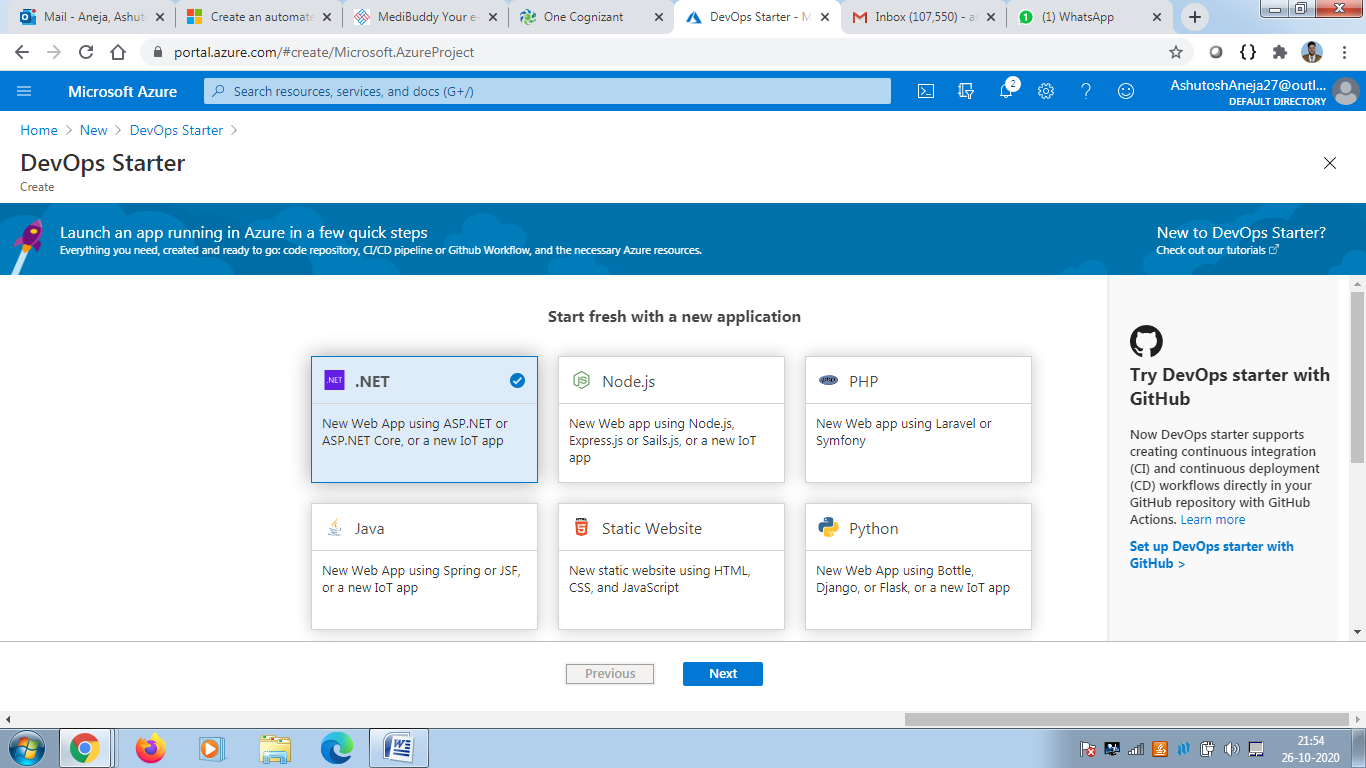 Mail - Aneja, Ashut
Create an automate
MediBuddy Your e-
One Cognizant
DevOps Starter - M
Inbox (107,550) - as
(1) WhatsApp
portal.azure.com/#create/Microsoft.AzureProject
Microsoft Azure
Search resources, services, and docs (G+/)
2
AshutoshAneja27@outl...
DEFAULT DIRECTORY
Home > New > DevOps Starter >
DevOps Starter
Create
Launch an app running in Azure in a few quick steps
Everything you need, created and ready to go: code repository, CI/CD pipeline or Github Workflow, and the necessary Azure resources.
New to DevOps Starter?
Check out our tutorials
Start fresh with a new application
.NET
.NET
New Web App using ASP.NET or
ASP.NET Core, or a new IoT app
Node.js
New Web app using Node.js,
Express.js or Sails.js, or a new IoT
app
PHP
New Web app using Laravel or
Symfony
Java
New Web App using Spring or JSF,
or a new IoT app
Static Website
New static website using HTML,
CSS, and JavaScript
Python
New Web App using Bottle,
Django, or Flask, or a new IoT app
Try DevOps starter with
GitHub
Now DevOps starter supports
creating continuous integration
(CI) and continuous deployment
(CD) workflows directly in your
GitHub repository with GitHub
Actions. Learn more
Set up DevOps starter with
GitHub >
Previous
Next
21:54
26-10-2020